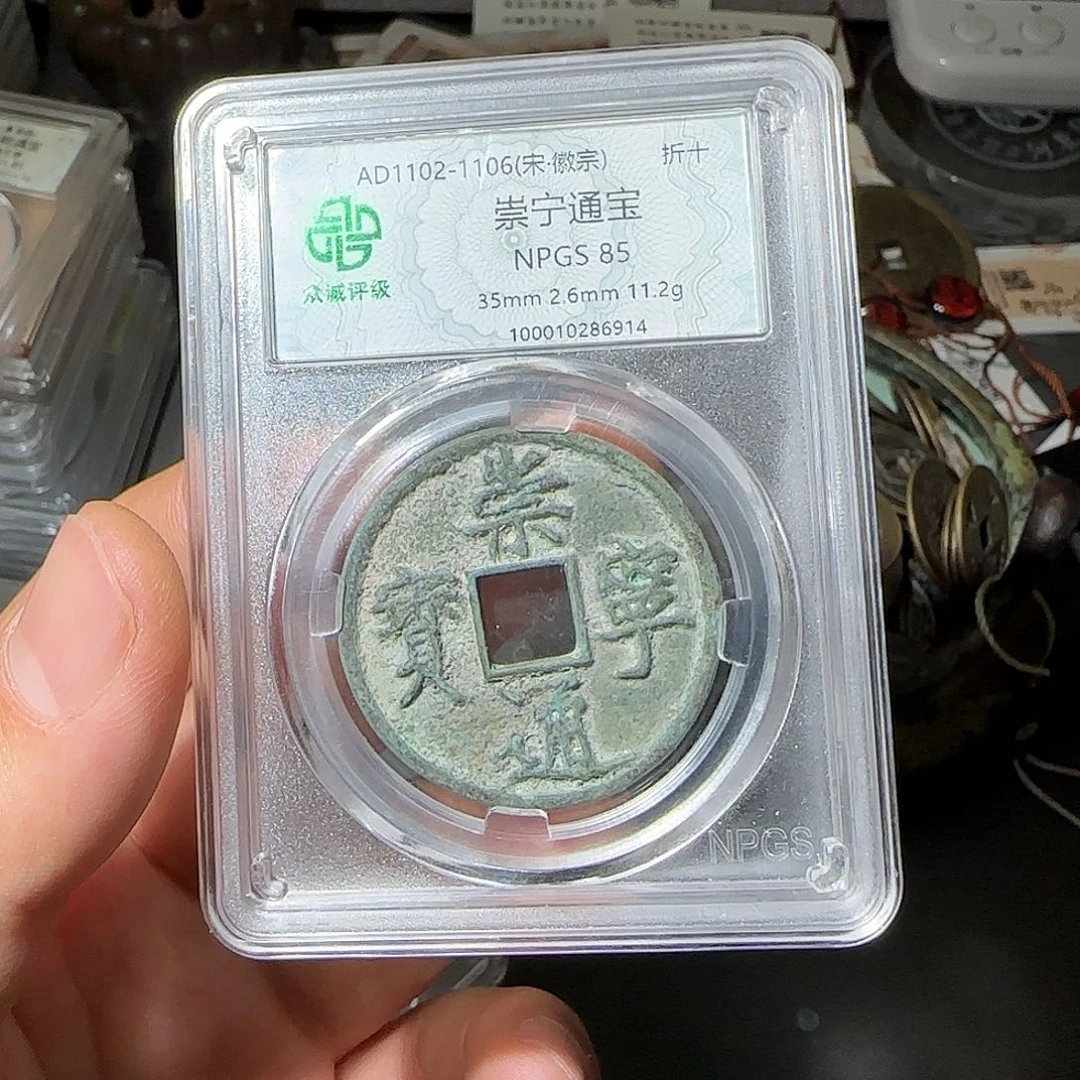 AD1102-1106(宋·徽宗) 折十
崇宁通宝
NPGS 85
35mm 2.6mm 11.2g
100010286914
众诚评级
崇寧通寳
NPGS